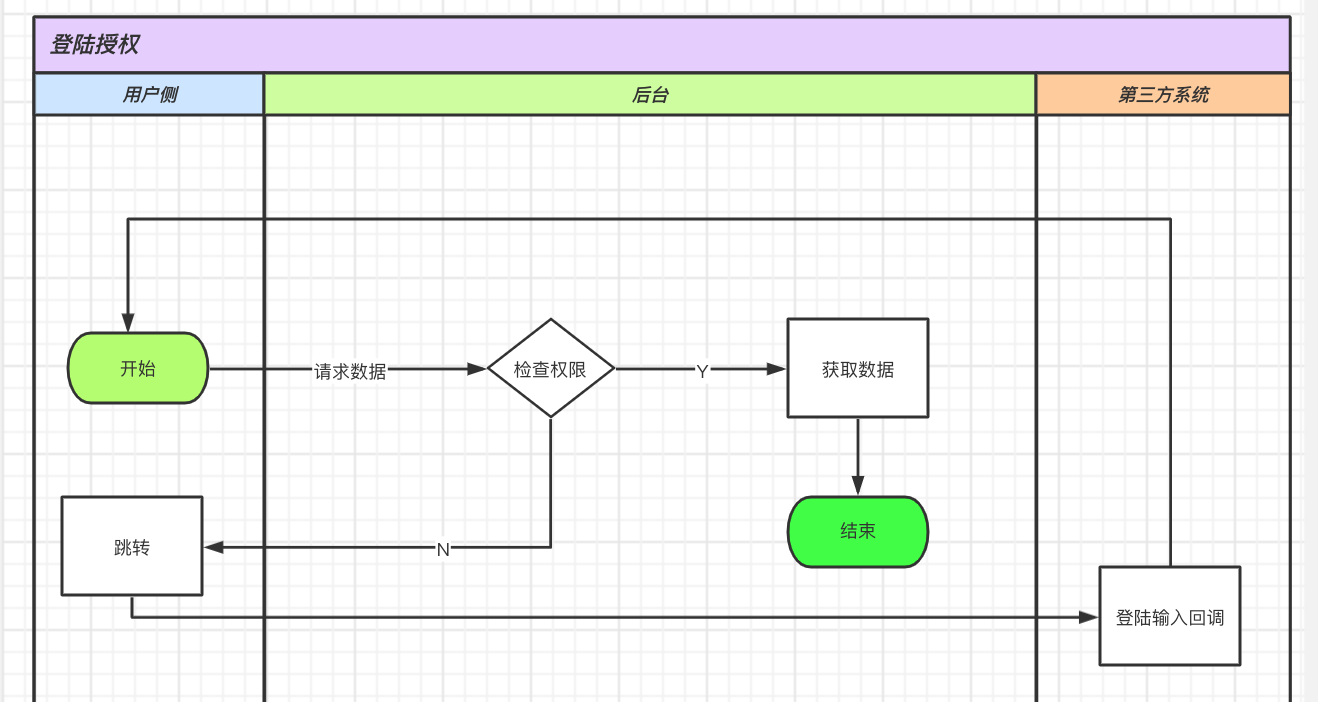 登陆授权
用户侧
后台
第三方系统
开始
请求数据
检查权限
Y
获取数据
跳转
N
结束
登陆输入回调